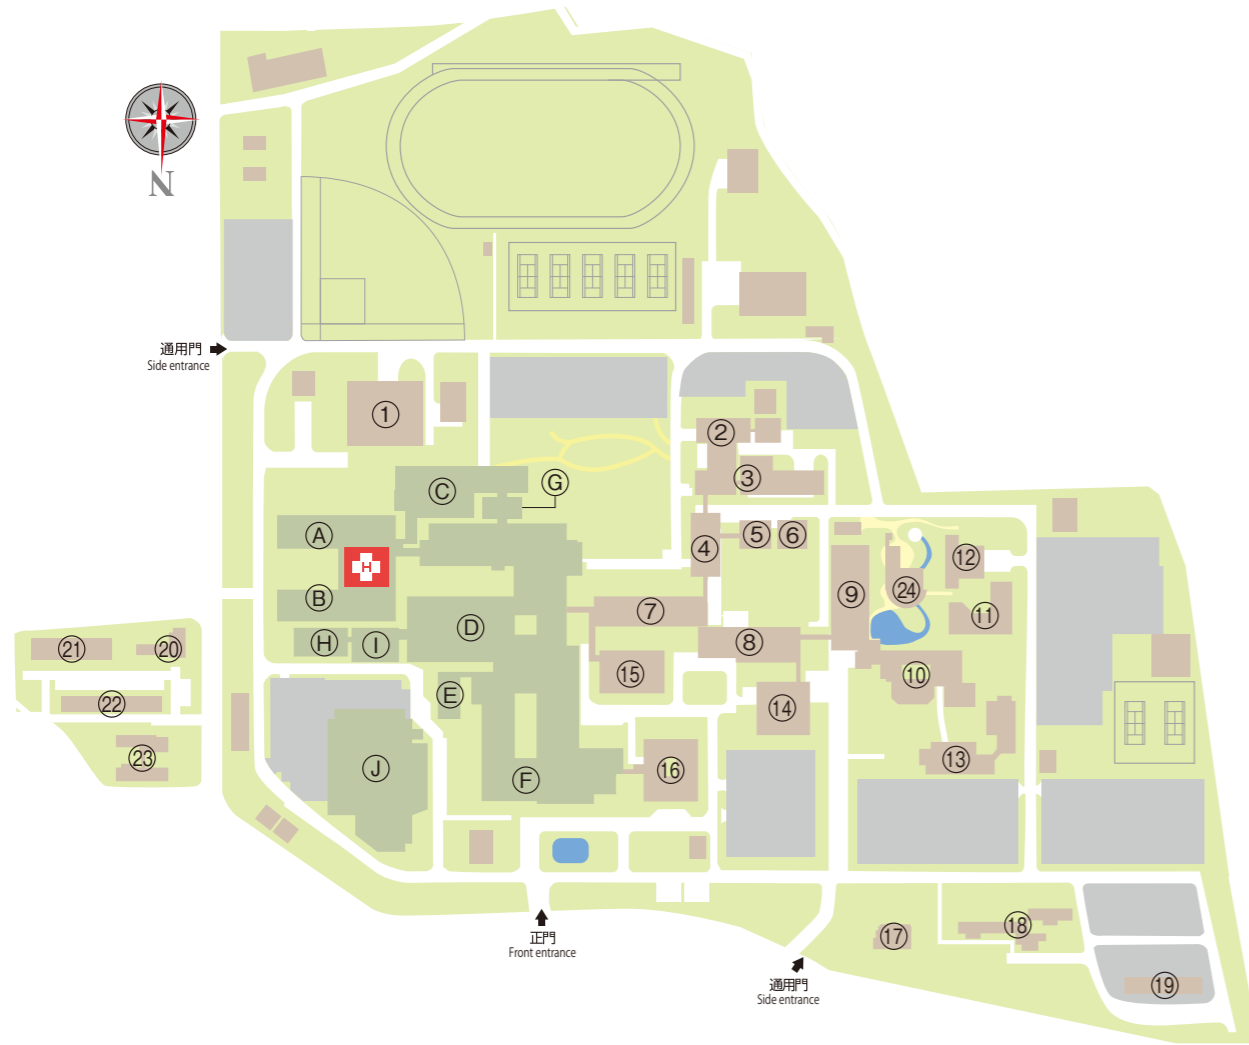 N
通用門
Side entrance
①
②
G
C
③
A
④
⑤
⑥
H
⑫
㉔
B
⑦
⑨
⑪
D
H
I
⑧
㉑
⑳
⑮
⑩
E
㉒
⑭
㉓
J
F
⑯
⑬
正門
Front entrance
⑰
⑱
通用門
Side entrance
⑲